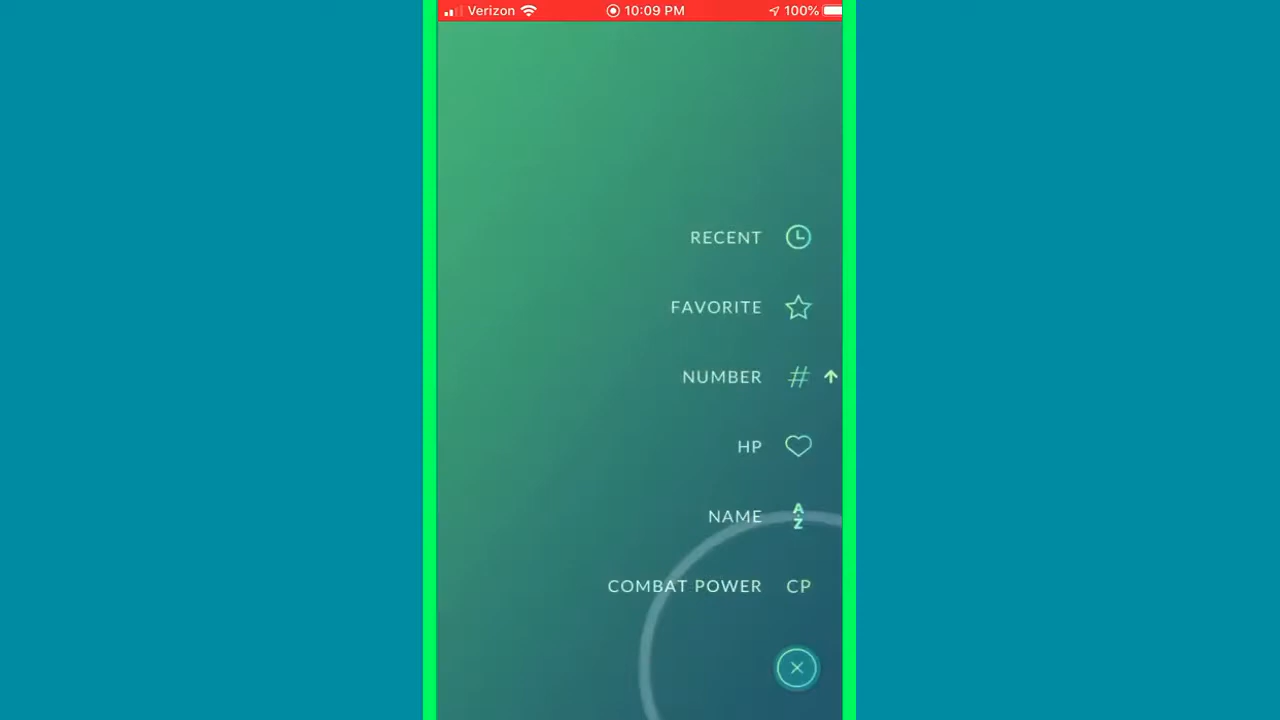 Verizon 10:09 PM 100%
RECENT
FAVORITE
NUMBER #
HP
NAME A-Z
COMBAT POWER CP